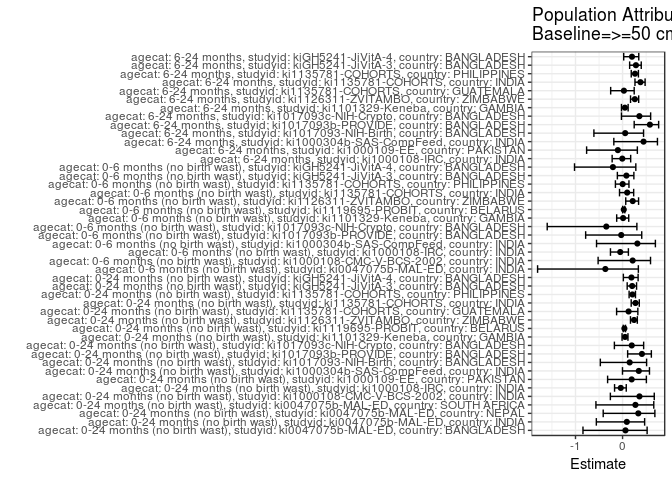 Population Attribu
Baseline=>=50 cm
agecat: 6-24 months, studyid: kiGH5241-JiVitA-4, country: BANGLADESH
agecat: 6-24 months, studyid: kiGH5241-JiVitA-3, country: BANGLADESH
agecat: 6-24 months, studyid: ki1135781-COHORTS, country: PHILIPPINES
agecat: 6-24 months, studyid: ki1135781-COHORTS, country: INDIA
agecat: 6-24 months, studyid: ki1135781-COHORTS, country: GUATEMALA
agecat: 6-24 months, studyid: ki1126311-ZVITAMBO, country: ZIMBABWE
agecat: 6-24 months, studyid: ki1101329-Keneba, country: GAMBIA
agecat: 6-24 months, studyid: ki1017093c-NIH-Crypto, country: BANGLADESH
agecat: 6-24 months, studyid: ki1017093b-PROVIDE, country: BANGLADESH
agecat: 6-24 months, studyid: ki1017093-NIH-Birth, country: BANGLADESH
agecat: 6-24 months, studyid: ki1000304b-SAS-CompFeed, country: INDIA
agecat: 6-24 months, studyid: ki1000109-EE, country: PAKISTAN
agecat: 6-24 months, studyid: ki1000108-IRC, country: INDIA
agecat: 0-6 months (no birth wast), studyid: kiGH5241-JiVitA-4, country: BANGLADESH
agecat: 0-6 months (no birth wast), studyid: kiGH5241-JiVitA-3, country: BANGLADESH
agecat: 0-6 months (no birth wast), studyid: ki1135781-COHORTS, country: PHILIPPINES
agecat: 0-6 months (no birth wast), studyid: ki1135781-COHORTS, country: INDIA
agecat: 0-6 months (no birth wast), studyid: ki1126311-ZVITAMBO, country: ZIMBABWE
agecat: 0-6 months (no birth wast), studyid: ki1119695-PROBIT, country: BELARUS
agecat: 0-6 months (no birth wast), studyid: ki1101329-Keneba, country: GAMBIA
agecat: 0-6 months (no birth wast), studyid: ki1017093c-NIH-Crypto, country: BANGLADESH
agecat: 0-6 months (no birth wast), studyid: ki1017093b-PROVIDE, country: BANGLADESH
agecat: 0-6 months (no birth wast), studyid: ki1000304b-SAS-CompFeed, country: INDIA
agecat: 0-6 months (no birth wast), studyid: ki1000108-IRC, country: INDIA
agecat: 0-6 months (no birth wast), studyid: ki1000108-CMC-V-BCS-2002, country: INDIA
agecat: 0-6 months (no birth wast), studyid: ki0047075b-MAL-ED, country: INDIA
agecat: 0-24 months (no birth wast), studyid: kiGH5241-JiVitA-4, country: BANGLADESH
agecat: 0-24 months (no birth wast), studyid: kiGH5241-JiVitA-3, country: BANGLADESH
agecat: 0-24 months (no birth wast), studyid: ki1135781-COHORTS, country: PHILIPPINES
agecat: 0-24 months (no birth wast), studyid: ki1135781-COHORTS, country: INDIA
agecat: 0-24 months (no birth wast), studyid: ki1135781-COHORTS, country: GUATEMALA
agecat: 0-24 months (no birth wast), studyid: ki1126311-ZVITAMBO, country: ZIMBABWE
agecat: 0-24 months (no birth wast), studyid: ki1119695-PROBIT, country: BELARUS
agecat: 0-24 months (no birth wast), studyid: ki1101329-Keneba, country: GAMBIA
agecat: 0-24 months (no birth wast), studyid: ki1017093c-NIH-Crypto, country: BANGLADESH
agecat: 0-24 months (no birth wast), studyid: ki1017093b-PROVIDE, country: BANGLADESH
agecat: 0-24 months (no birth wast), studyid: ki1017093-NIH-Birth, country: BANGLADESH
agecat: 0-24 months (no birth wast), studyid: ki1000304b-SAS-CompFeed, country: INDIA
agecat: 0-24 months (no birth wast), studyid: ki1000109-EE, country: PAKISTAN
agecat: 0-24 months (no birth wast), studyid: ki1000108-IRC, country: INDIA
agecat: 0-24 months (no birth wast), studyid: ki1000108-CMC-V-BCS-2002, country: INDIA
agecat: 0-24 months (no birth wast), studyid: ki0047075b-MAL-ED, country: SOUTH AFRICA
agecat: 0-24 months (no birth wast), studyid: ki0047075b-MAL-ED, country: NEPAL
agecat: 0-24 months (no birth wast), studyid: ki0047075b-MAL-ED, country: INDIA
agecat: 0-24 months (no birth wast), studyid: ki0047075b-MAL-ED, country: BANGLADESH
-1 0
Estimate